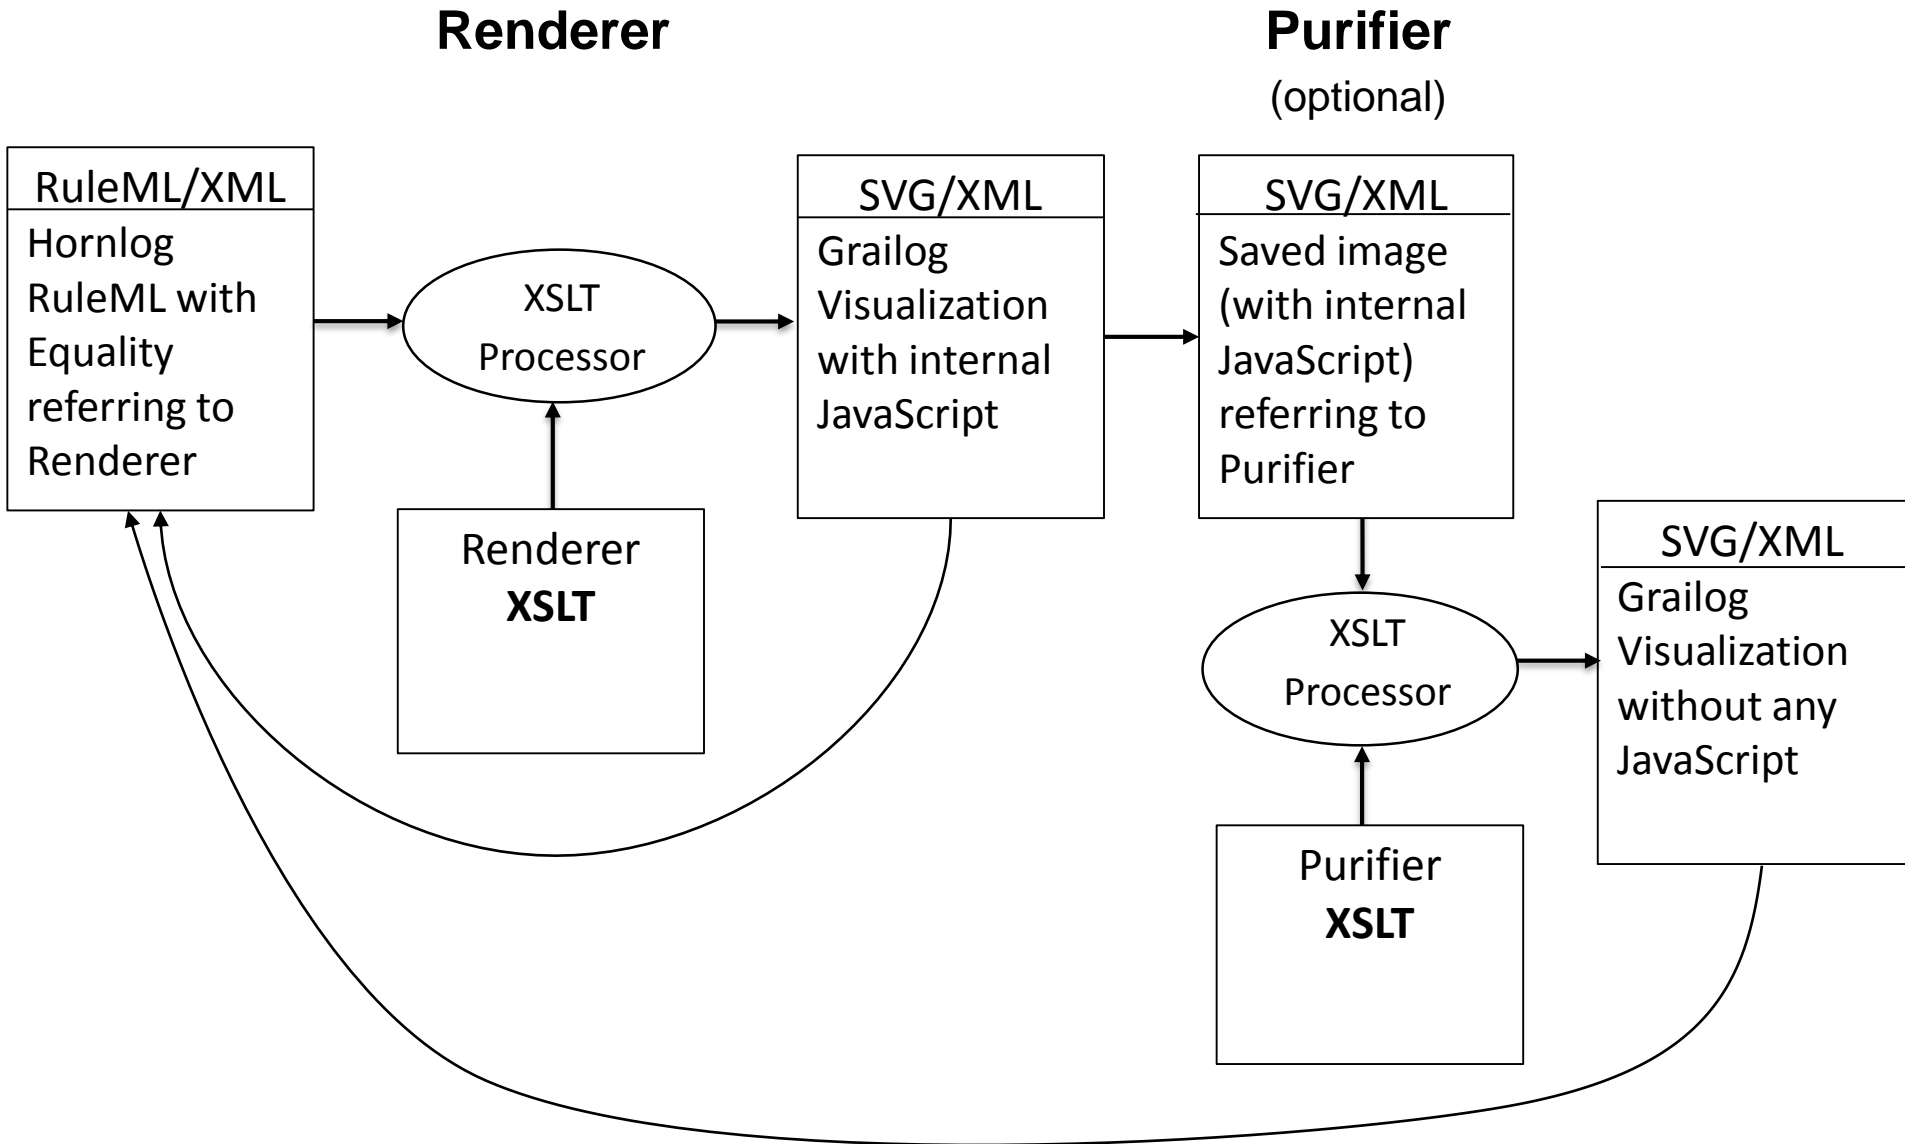 Renderer
Purifier
(optional)
RuleML/XML
Hornlog
RuleML with
Equality
referring to
Renderer
XSLT
Processor
Renderer
XSLT
SVG/XML
Grailog
Visualization
with internal
JavaScript
SVG/XML
Saved image
(with internal
JavaScript)
referring to
Purifier
XSLT
Processor
Purifier
XSLT
SVG/XML
Grailog
Visualization
without any
JavaScript